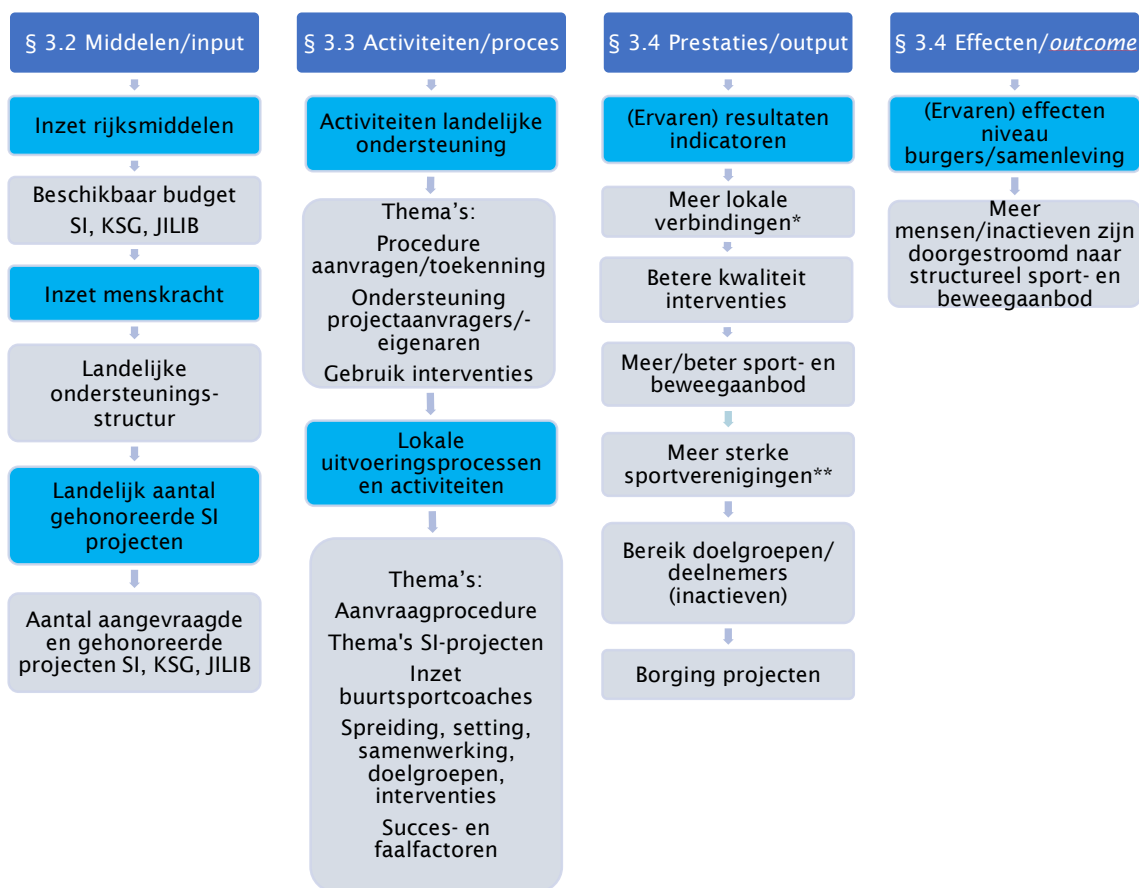 § 3.2 Middelen/input
Inzet rijksmiddelen
Beschikbaar budget
SI, KSG, JILIB
Inzet menskracht
Landelijke
ondersteunings-
structur
Landelijk aantal
gehonoreerde SI
projecten
Aantal aangevraagde
en gehonoreerde
projecten SI, KSG, JILIB
§ 3.3 Activiteiten/proces
Activiteiten landelijke
ondersteuning
Thema's:
Procedure
aanvragen/toekenning
Ondersteuning
projectaanvragers/-
eigenaren
Gebruik interventies
Lokale
uitvoeringsprocessen
en activiteiten
Thema's:
Aanvraagprocedure
Thema's SI-projecten
Inzet
buurtsportcoaches
Spreiding, setting,
samenwerking,
doelgroepen,
interventies
Succes- en
faalfactoren
§ 3.4 Prestaties/output
(Ervaren) resultaten
indicatoren
Meer lokale
verbindingen*
Betere kwaliteit
interventies
Meer/beter sport- en
beweegaanbod
Meer sterke
sportverenigingen**
Bereik doelgroepen/
deelnemers
(inactieven)
Borging projecten
§ 3.4 Effecten/outcome
(Ervaren) effecten
niveau
burgers/samenleving
Meer
mensen/inactieven zijn
doorgestroomd naar
structureel sport- en
beweegaanbod